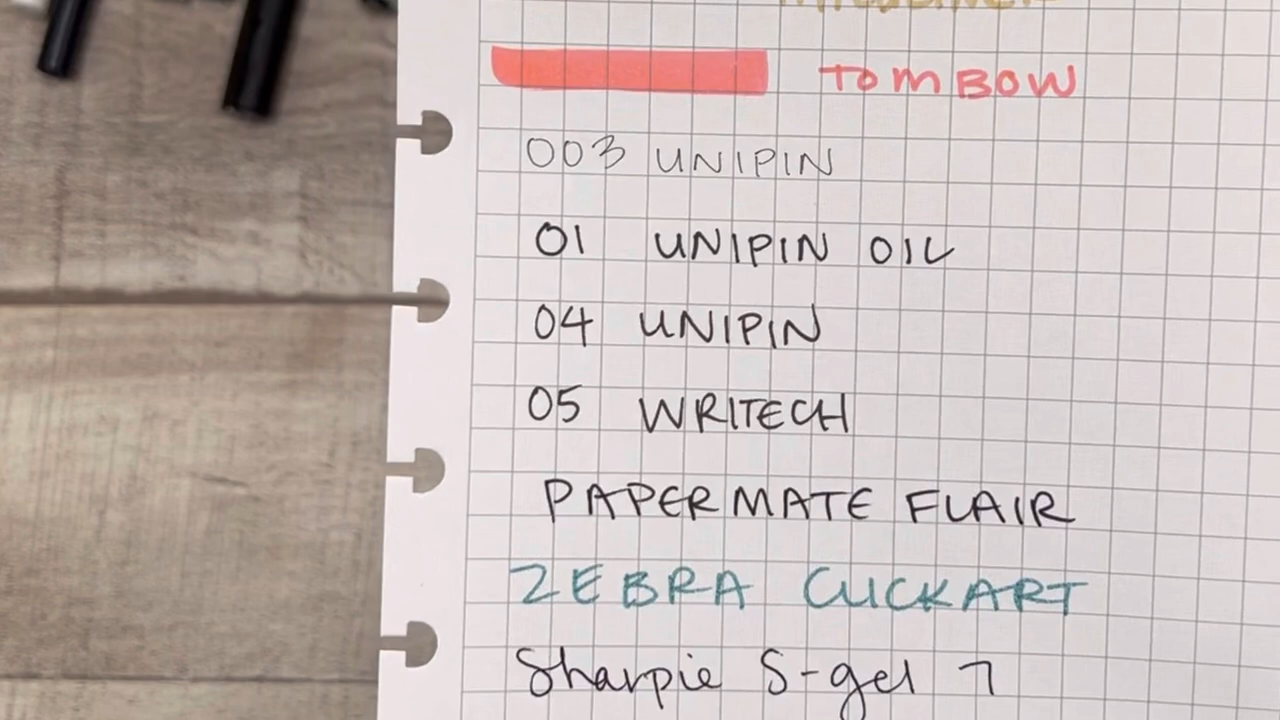 TOMBOW
003 UNIPIN
01 UNIPIN OIL
04 UNIPIN
05 WRITECH
PAPERMATE FLAIR
ZEBRA CLICKART
Sharpie S-gel 7